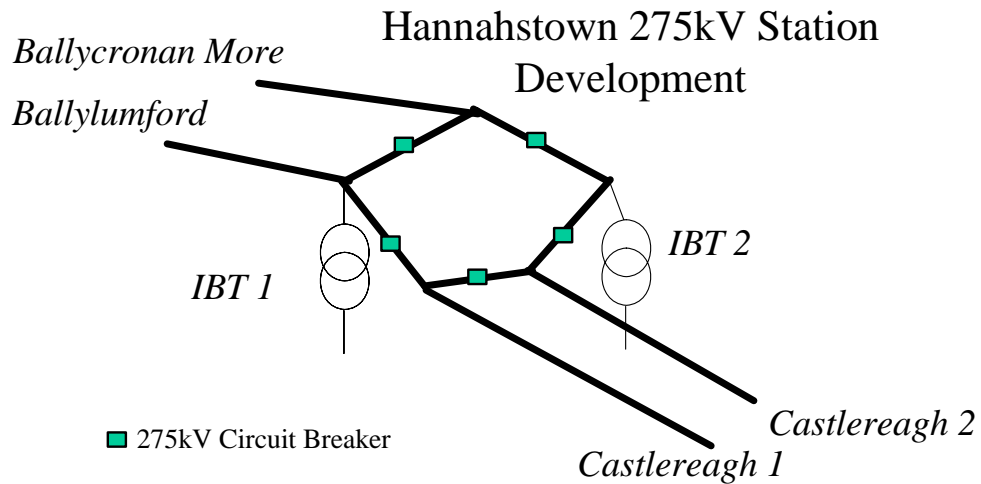 Hannahstown 275kV Station
Development
Ballycronan More
Ballylumford
IBT 1
IBT 2
275kV Circuit Breaker
Castlereagh 2
Castlereagh 1